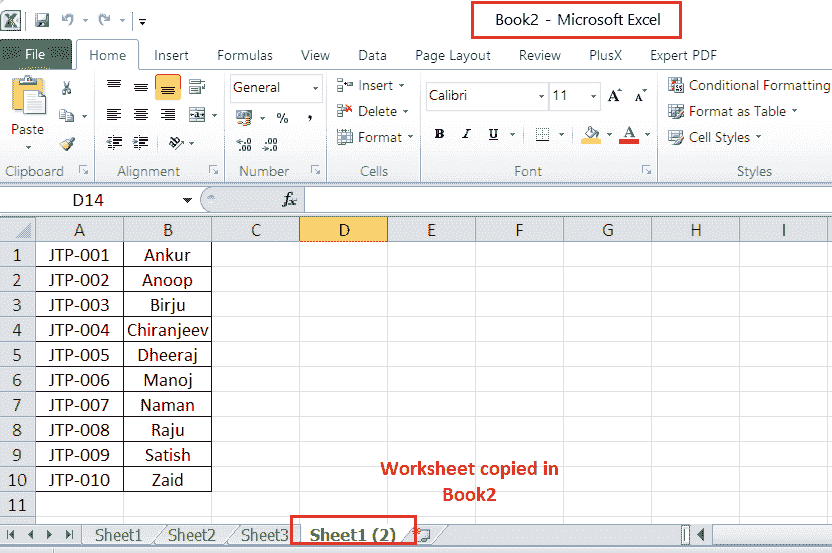 Book2 - Microsoft Excel
File Home Insert Formulas View Data Page Layout Review PlusX Expert PDF
General Insert Calibri 11 A A Conditional Formatting
Paste % , Delete Format as Table
Format B I U A Cell Styles
.00 .00
Clipboard Alignment Number Cells Font Styles
D14 fx
A B C D E F G H I
1 JTP-001 Ankur
2 JTP-002 Anoop
3 JTP-003 Birju
4 JTP-004 Chiranjeev
5 JTP-005 Dheeraj
6 JTP-006 Manoj
7 JTP-007 Naman
8 JTP-008 Raju
9 JTP-009 Satish
10 JTP-010 Zaid
11
Worksheet copied in
Book2
Sheet1 Sheet2 Sheet3 Sheet1 (2)